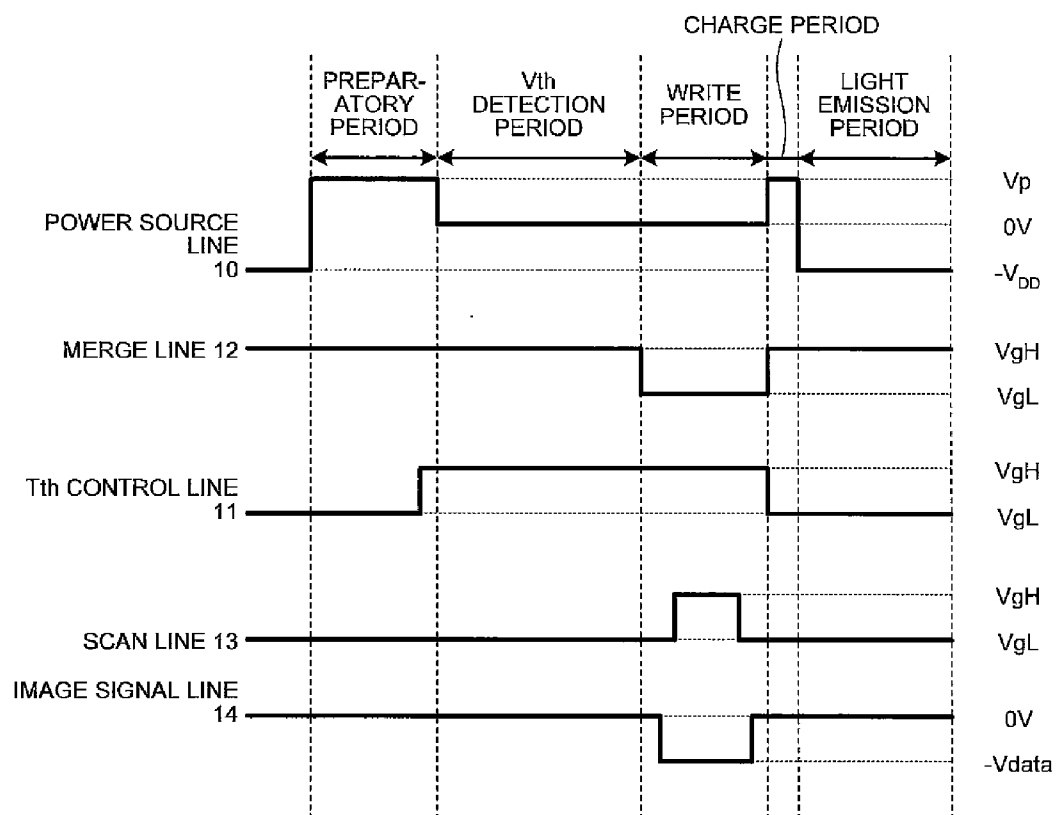 CHARGE PERIOD
PREPAR-
ATORY
PERIOD
Vth
DETECTION
PERIOD
WRITE
PERIOD
LIGHT
EMISSION
PERIOD
POWER SOURCE
LINE
10
Vp
0V
-VDD
MERGE LINE 12
VgH
VgL
Tth CONTROL LINE
11
VgH
VgL
SCAN LINE 13
VgH
VgL
IMAGE SIGNAL LINE
14
0V
-Vdata